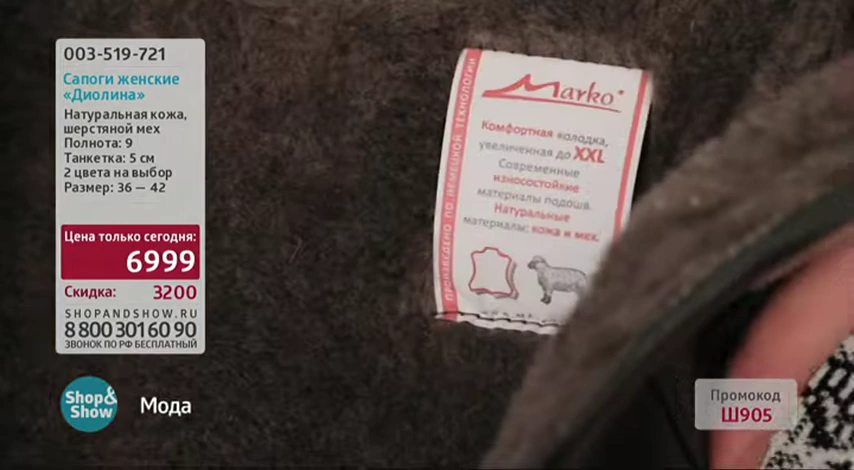 003-519-721
Сапоги женские
«Диолина»
Натуральная кожа,
шерстяной мех
Полнота: 9
Танкетка: 5 см
2 цвета на выбор
Размер: 36 — 42
Цена только сегодня:
6999
Скидка: 3200
SHOPANDSHOW.RU
8 800 301 60 90
ЗВОНОК ПО РФ БЕСПЛАТНЫЙ
Shop&
Show
Мода
ПРОИЗВЕДЕНО ПО НЕМЕЦКОЙ ТЕХНОЛОГИИ
Marko
Комфортная колодка,
увеличенная до XXL
Современные
износостойкие
материалы подошв.
Натуральные
материалы: кожа и мех.
Промокод
Ш905